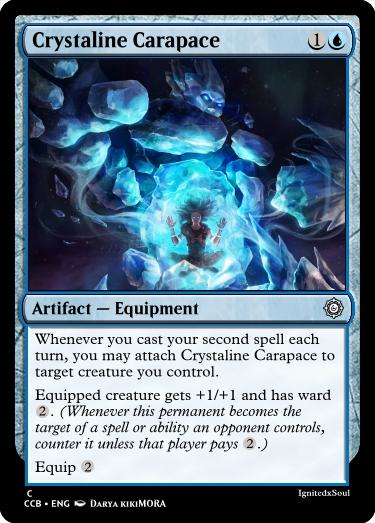 Crystaline Carapace 1
Artifact — Equipment
Whenever you cast your second spell each
turn, you may attach Crystaline Carapace to
target creature you control.
Equipped creature gets +1/+1 and has ward
2. (Whenever this permanent becomes the
target of a spell or ability an opponent controls,
counter it unless that player pays 2.)
Equip 2
C
CCB • ENG DARYA KIKIMORA
IgnitedxSoul